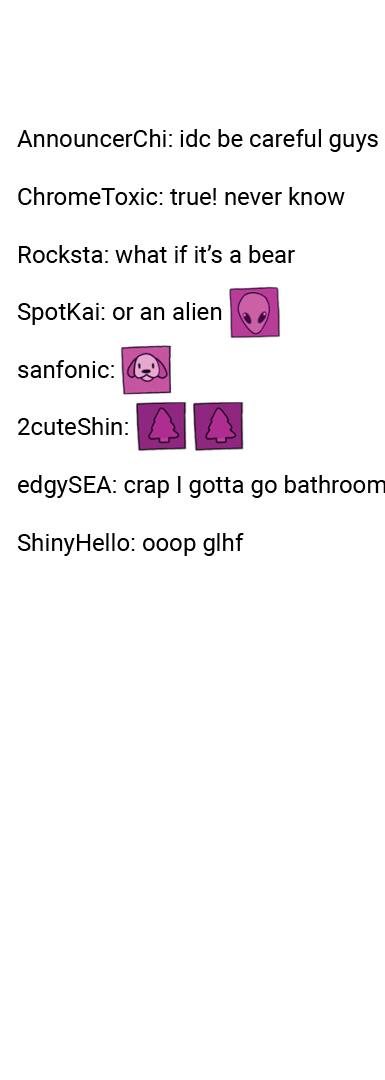 AnnouncerChi: idc be careful guys
ChromeToxic: true! never know
Rocksta: what if it’s a bear
SpotKai: or an alien
sanfonic:
2cuteShin:
edgySEA: crap I gotta go bathroom
ShinyHello: ooop glhf